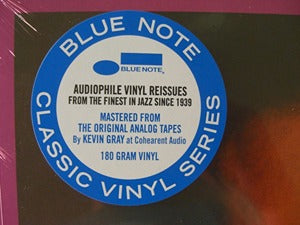 BLUE NOTE
BLUE NOTE.
AUDIOPHILE VINYL REISSUES
FROM THE FINEST IN JAZZ SINCE 1939
MASTERED FROM
THE ORIGINAL ANALOG TAPES
By KEVIN GRAY at Cohearent Audio
180 GRAM VINYL
CLASSIC VINYL SERIES